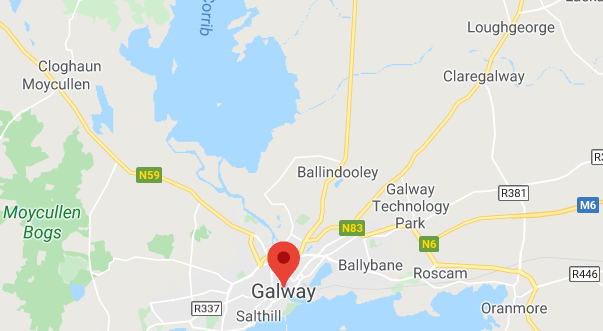 Corrib
Loughgeorge
Cloghaun
Moycullen
Claregalway
Ballindooley
N59
Galway
Technology
Park
R381
M6
Moycullen
Bogs
N83
N6
Ballybane
Roscam
R446
Galway
R337
Salthill
Oranmore